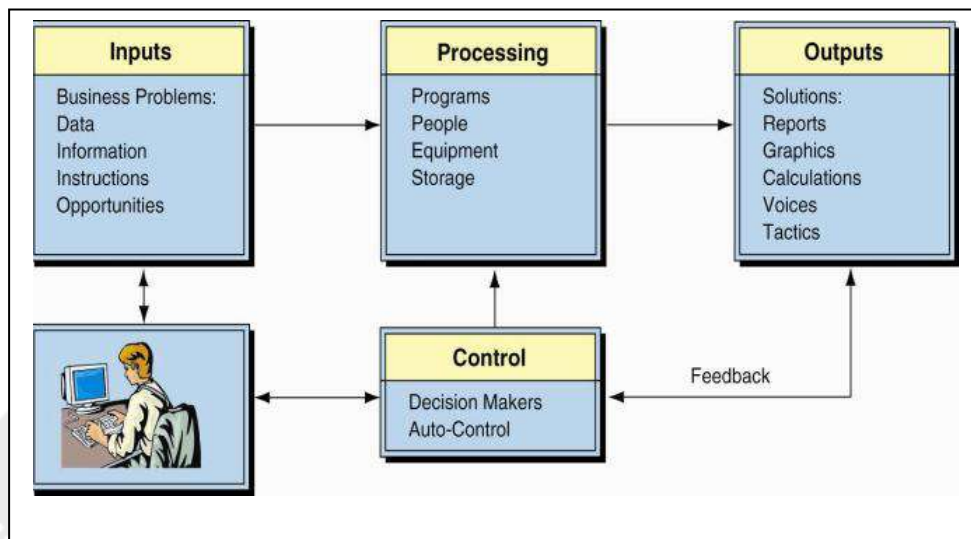 Inputs
Business Problems:
Data
Information
Instructions
Opportunities
Processing
Programs
People
Equipment
Storage
Outputs
Solutions:
Reports
Graphics
Calculations
Voices
Tactics
Control
Decision Makers
Auto-Control
Feedback